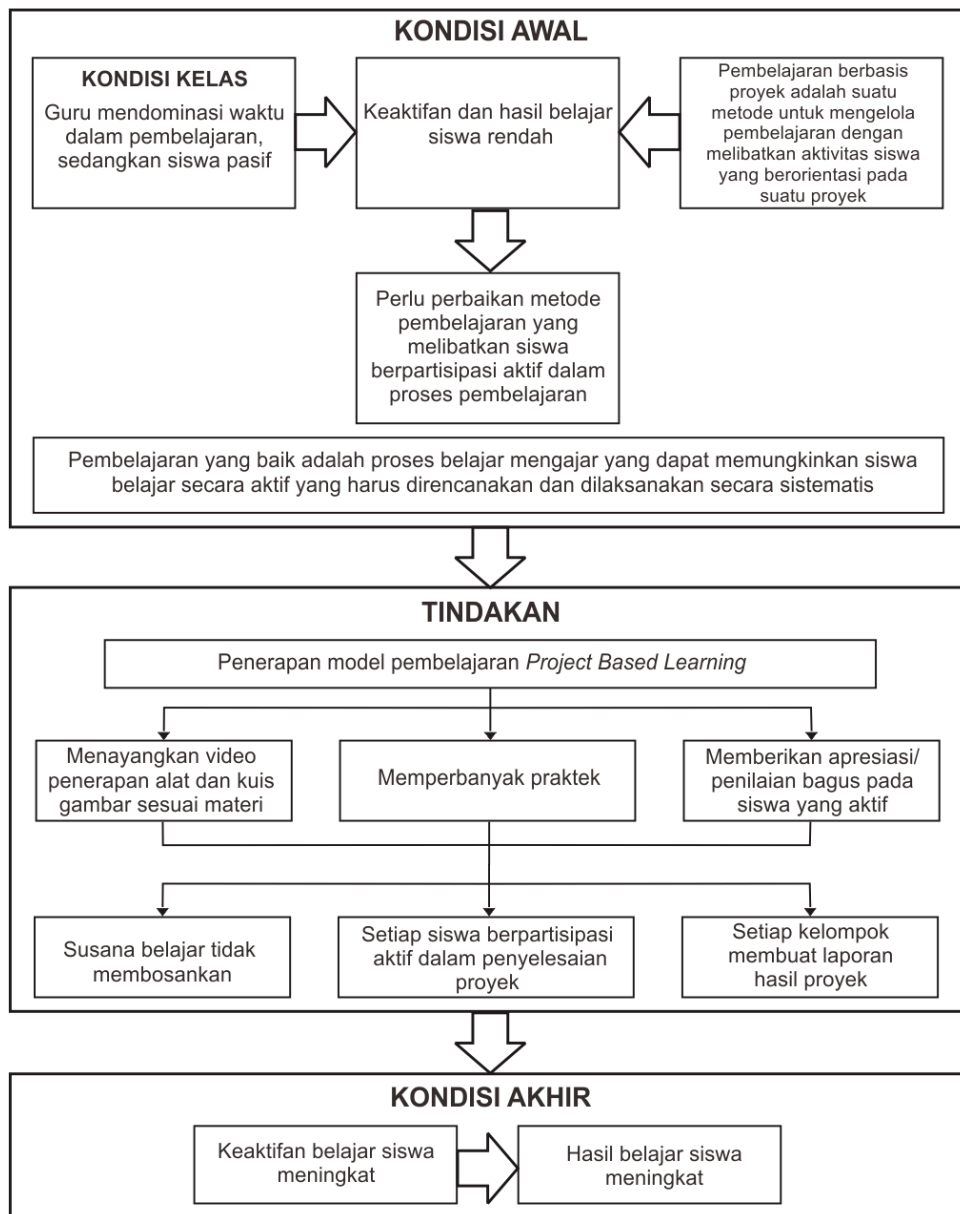 KONDISI AWAL
KONDISI KELAS
Guru mendominasi waktu
dalam pembelajaran,
sedangkan siswa pasif
Keaktifan dan hasil belajar
siswa rendah
Pembelajaran berbasis
proyek adalah suatu
metode untuk mengelola
pembelajaran dengan
melibatkan aktivitas siswa
yang berorientasi pada
suatu proyek
Perlu perbaikan metode
pembelajaran yang
melibatkan siswa
berpartisipasi aktif dalam
proses pembelajaran
Pembelajaran yang baik adalah proses belajar mengajar yang dapat memungkinkan siswa
belajar secara aktif yang harus direncanakan dan dilaksanakan secara sistematis
TINDAKAN
Penerapan model pembelajaran Project Based Learning
Menayangkan video
penerapan alat dan kuis
gambar sesuai materi
Memperbanyak praktek
Memberikan apresiasi/
penilaian bagus pada
siswa yang aktif
Susana belajar tidak
membosankan
Setiap siswa berpartisipasi
aktif dalam penyelesaian
proyek
Setiap kelompok
membuat laporan
hasil proyek
KONDISI AKHIR
Keaktifan belajar siswa
meningkat
Hasil belajar siswa
meningkat